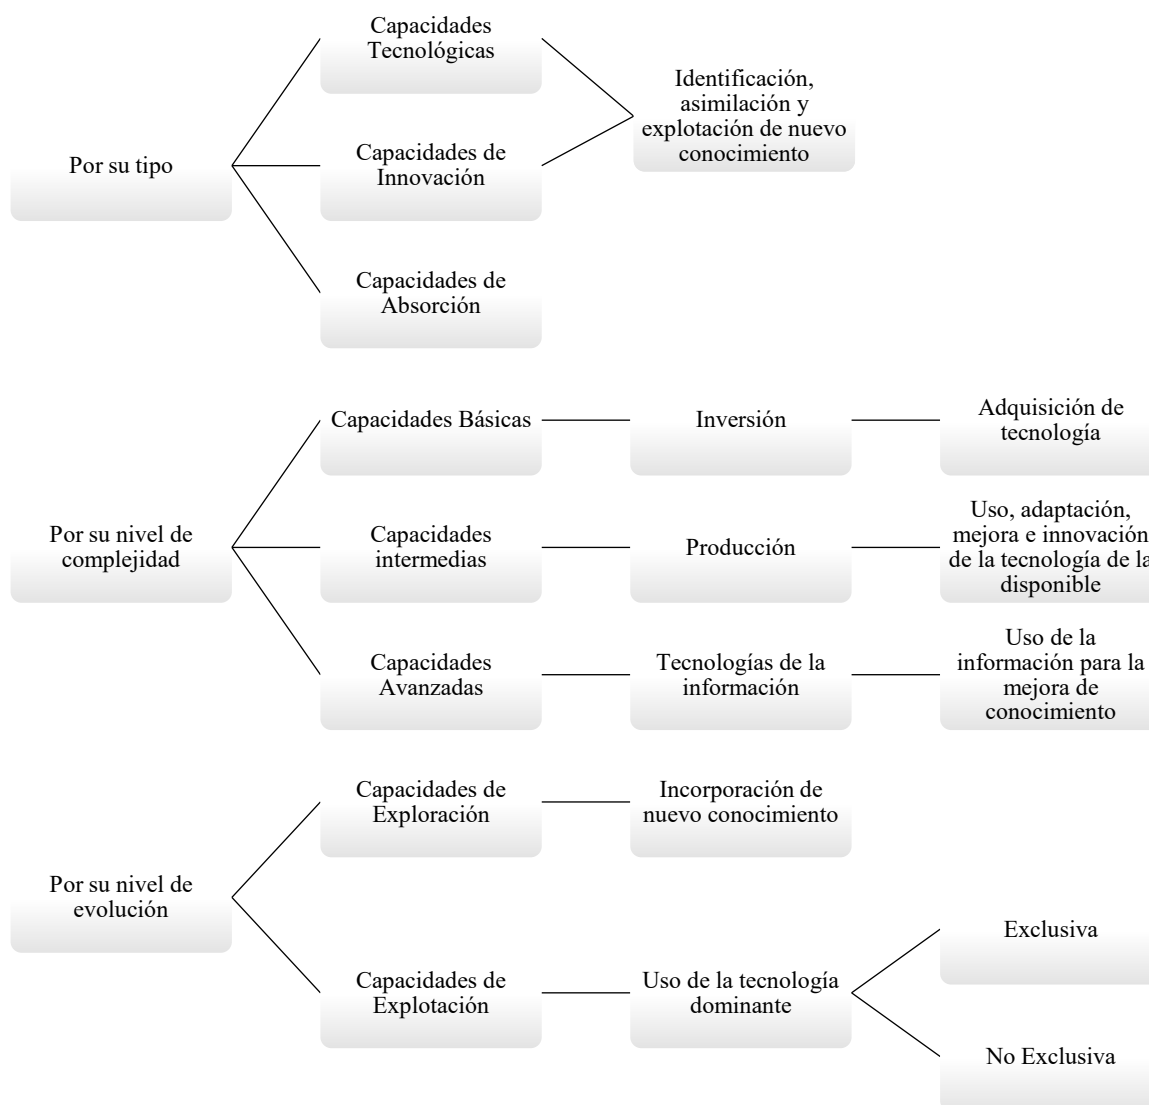 Capacidades
Tecnológicas
Identificación,
asimilación y
explotación de nuevo
conocimiento
Por su tipo
Capacidades de
Innovación
Capacidades de
Absorción
Capacidades Básicas
Inversión
Adquisición de
tecnología
Por su nivel de
complejidad
Capacidades
intermedias
Producción
Uso, adaptación,
mejora e innovación
de la tecnología de la
disponible
Capacidades
Avanzadas
Tecnologías de la
información
Uso de la
información para la
mejora de
conocimiento
Por su nivel de
evolución
Capacidades de
Exploración
Incorporación de
nuevo conocimiento
Capacidades de
Explotación
Uso de la tecnología
dominante
Exclusiva
No Exclusiva